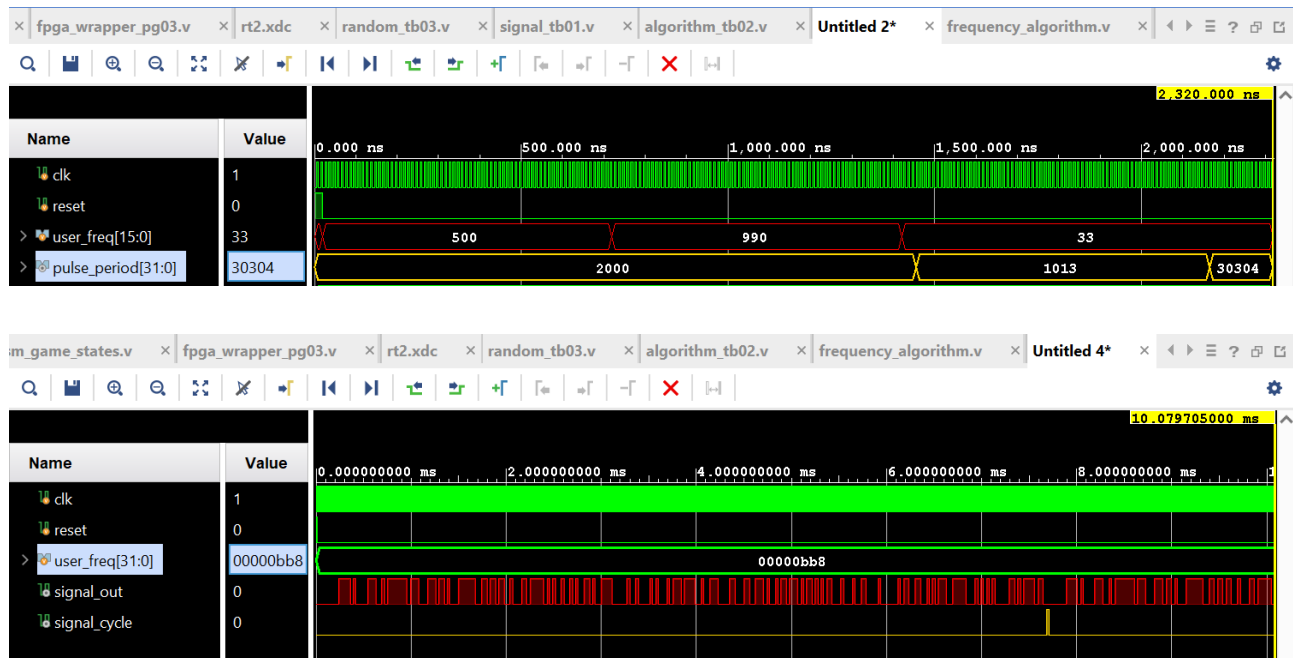 fpga_wrapper_pg03.v rt2.xdc random_tb03.v signal_tb01.v algorithm_tb02.v Untitled 2* frequency_algorithm.v
2,320.000 ns
Name Value
0.000 ns 500.000 ns 1,000.000 ns 1,500.000 ns 2,000.000 ns
clk 1
reset 0
user_freq[15:0] 33 500 990 33
pulse_period[31:0] 30304 2000 1013 30304
sm_game_states.v fpga_wrapper_pg03.v rt2.xdc random_tb03.v algorithm_tb02.v frequency_algorithm.v Untitled 4*
10.079705000 ms
Name Value
0.000000000 ms 2.000000000 ms 4.000000000 ms 6.000000000 ms 8.000000000 ms 1
clk 1
reset 0
user_freq[31:0] 00000bb8 00000bb8
signal_out 0
signal_cycle 0